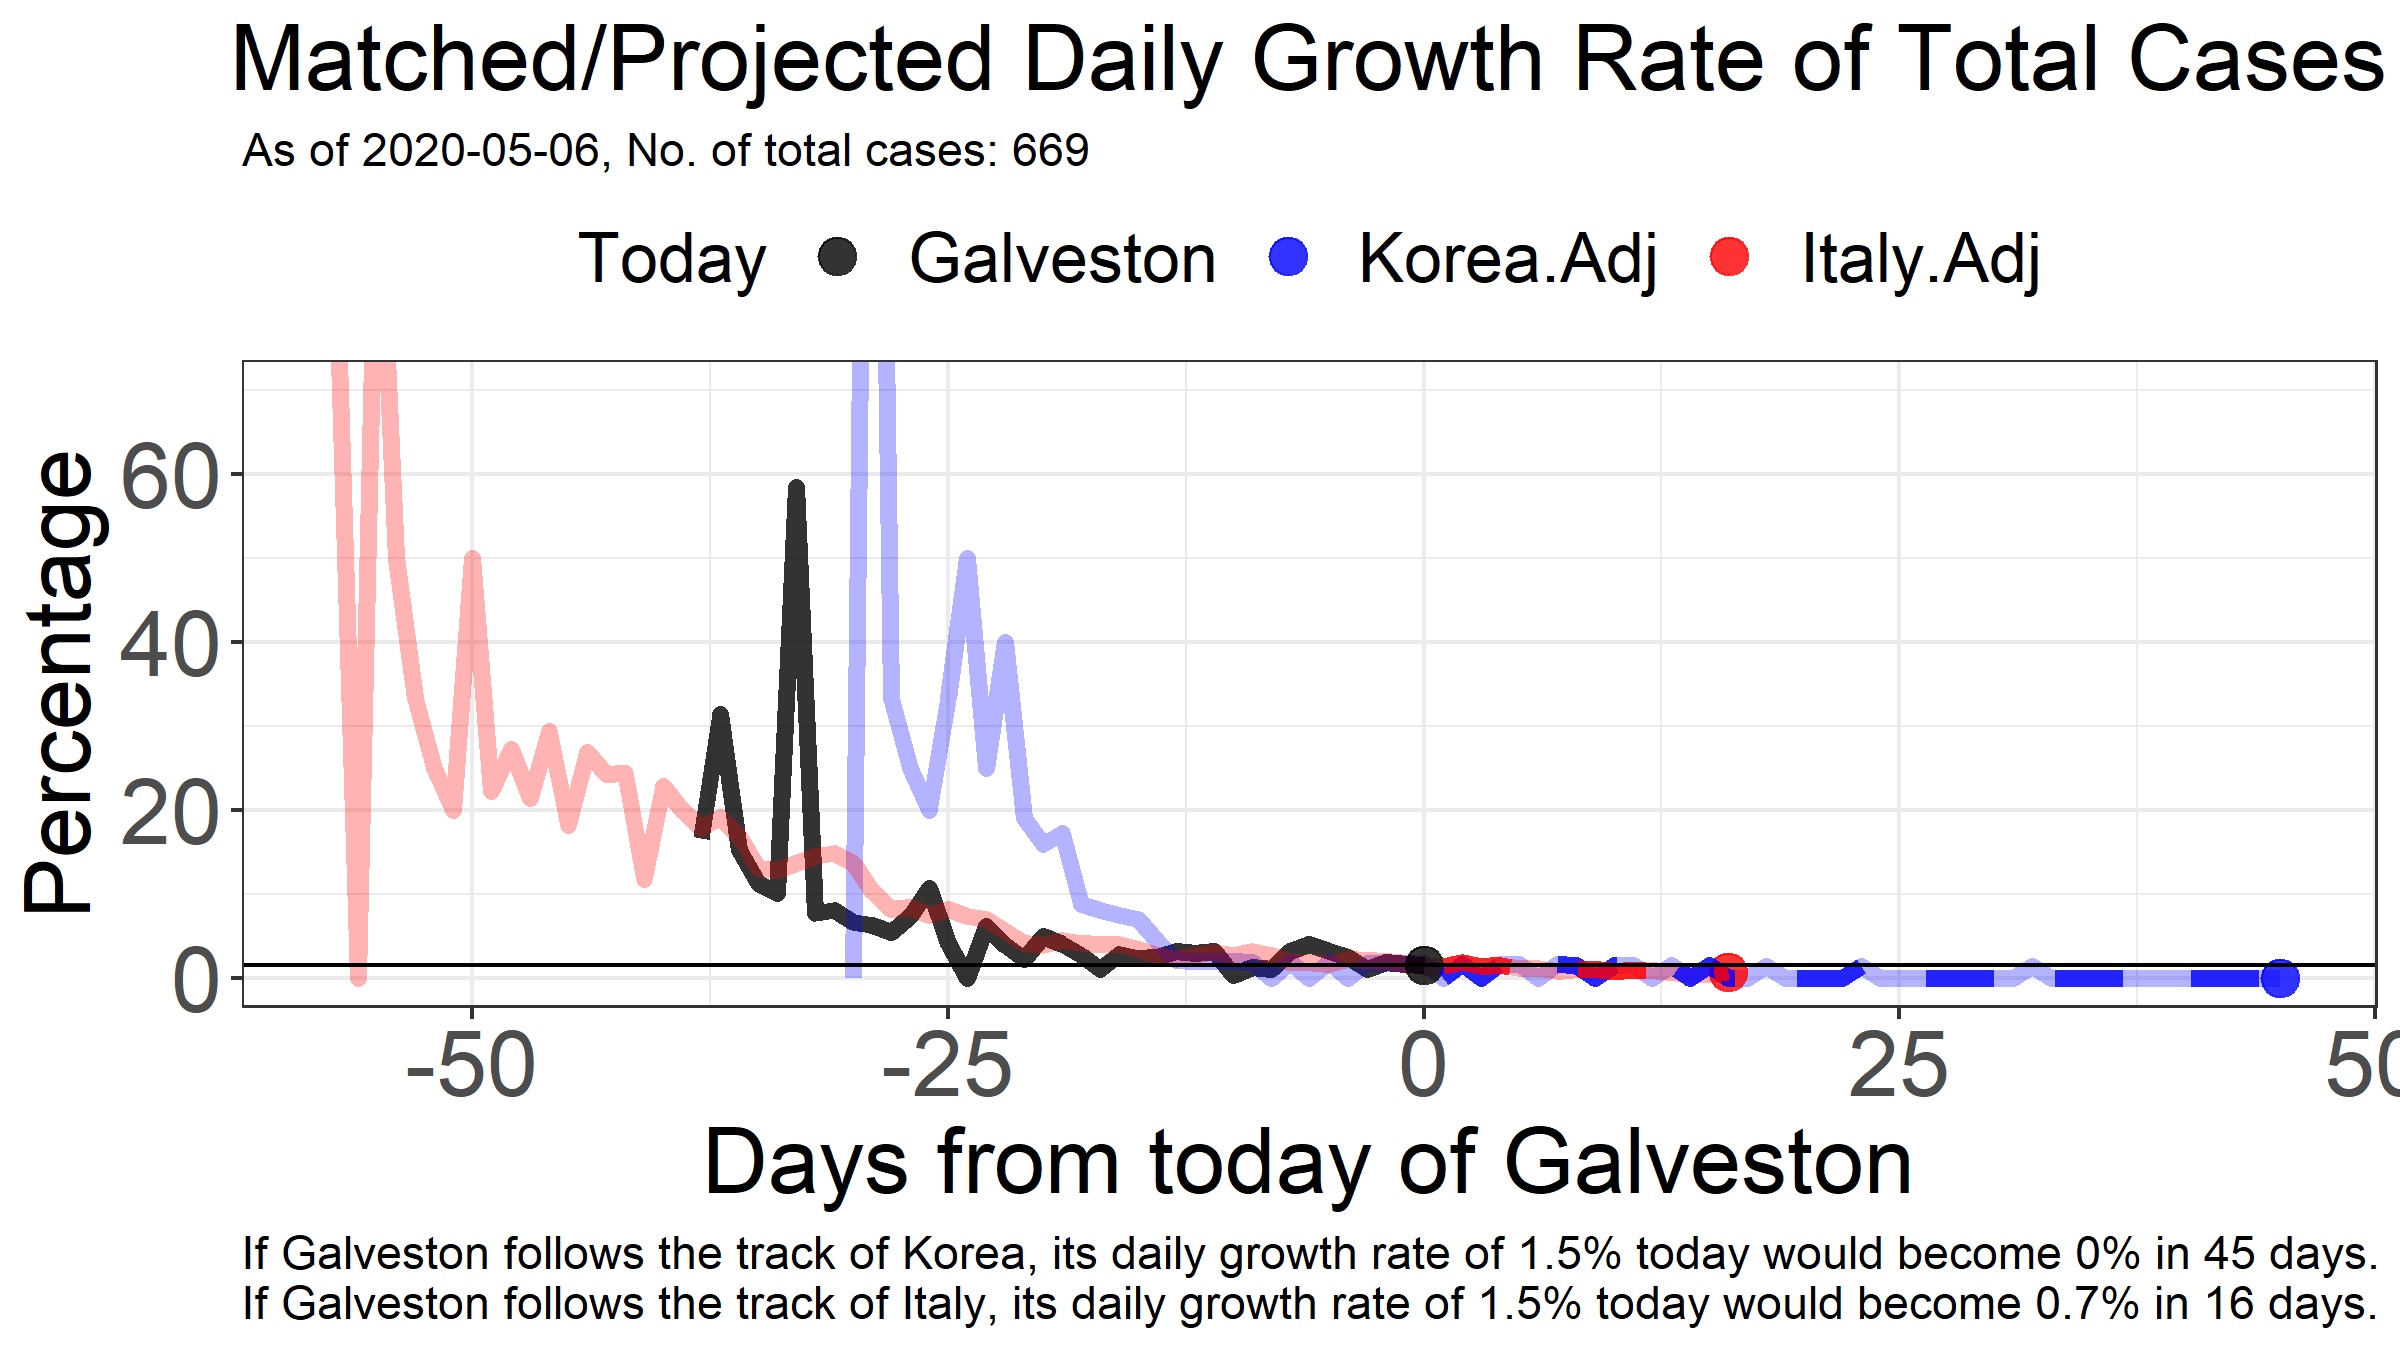 Matched/Projected Daily Growth Rate of Total Cases
As of 2020-05-06, No. of total cases: 669
Today Galveston Korea.Adj Italy.Adj
Percentage
60
40
20
0
-50 -25 0 25 50
Days from today of Galveston
If Galveston follows the track of Korea, its daily growth rate of 1.5% today would become 0% in 45 days.
If Galveston follows the track of Italy, its daily growth rate of 1.5% today would become 0.7% in 16 days.